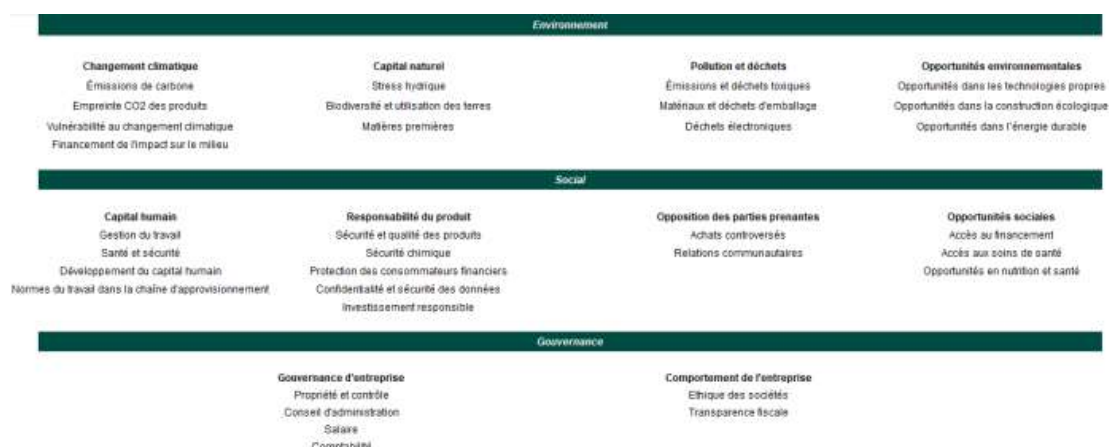 Environnement
Changement climatique
Émissions de carbone
Empreinte CO2 des produits
Vulnérabilité au changement climatique
Financement de l'impact sur le milieu
Capital naturel
Stress hydrique
Biodiversité et utilisation des terres
Matières premières
Pollution et déchets
Émissions et déchets toxiques
Matériaux et déchets d'emballage
Déchets électroniques
Opportunités environnementales
Opportunités dans les technologies propres
Opportunités dans la construction écologique
Opportunités dans l'énergie durable
Social
Capital humain
Gestion du travail
Santé et sécurité
Développement du capital humain
Normes du travail dans la chaîne d'approvisionnement
Responsabilité du produit
Sécurité et qualité des produits
Sécurité chimique
Protection des consommateurs financiers
Confidentialité et sécurité des données
Investissement responsable
Opposition des parties prenantes
Achats controversés
Relations communautaires
Opportunités sociales
Accès au financement
Accès aux soins de santé
Opportunités en nutrition et santé
Gouvernance
Gouvernance d'entreprise
Propriété et contrôle
Conseil d'administration
Salaire
Comptabilité
Comportement de l'entreprise
Ethique des sociétés
Transparence fiscale